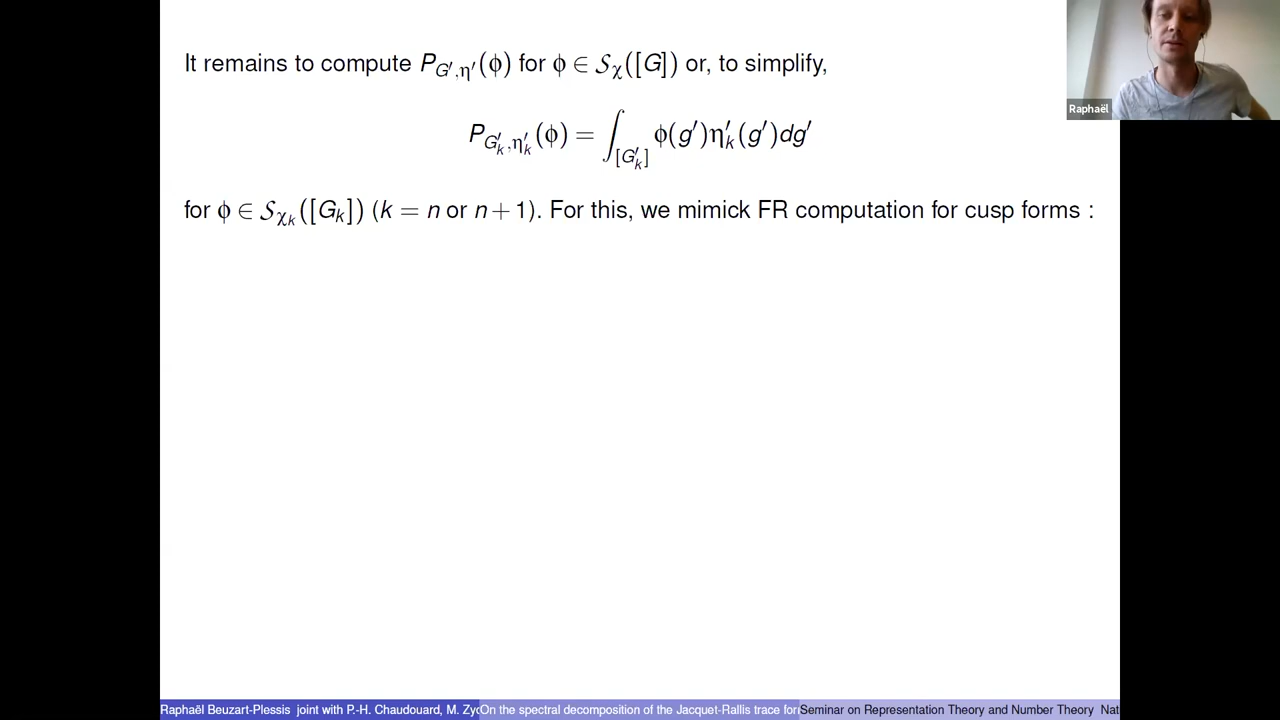 It remains to compute P_{G′,η′}(ϕ) for ϕ ∈ 𝒮_χ([G]) or, to simplify,
P_{G′_k,η′_k}(ϕ) = ∫_{[G′_k]} ϕ(g′)η′_k(g′)dg′
for ϕ ∈ 𝒮_{χ_k}([G_k]) (k = n or n + 1). For this, we mimick FR computation for cusp forms :
Raphaël
Raphaël Beuzart-Plessis joint with P.-H. Chaudouard, M. Zyd
On the spectral decomposition of the Jacquet-Rallis trace for
Seminar on Representation Theory and Number Theory Nat